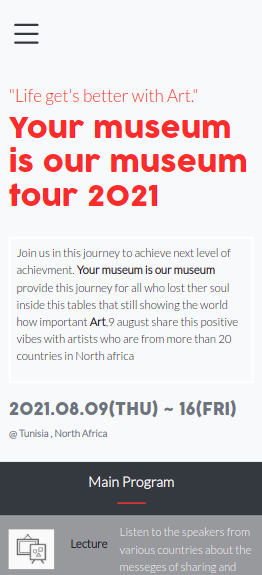 "Life get's better with Art."
Your museum
is our museum
tour 2021
Join us in this journey to achieve next level of
achievment. Your museum is our museum
provide this journey for all who lost ther soul
inside this tables that still showing the world
how important Art,9 august share this positive
vibes with artists who are from more than 20
countries in North africa
2021.08.09(THU) ~ 16(FRI)
@ Tunisia , North Africa
Main Program
Lecture
Listen to the speakers from
various countries about the
messeges of sharing and